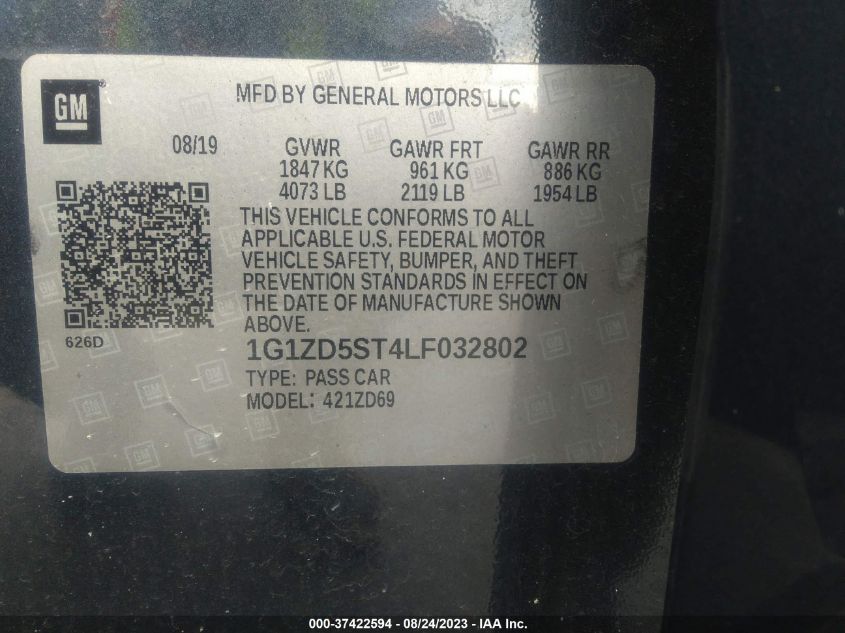 GM
MFD BY GENERAL MOTORS LLC
08/19 GVWR GAWR FRT GAWR RR
1847 KG 961 KG 886 KG
4073 LB 2119 LB 1954 LB
THIS VEHICLE CONFORMS TO ALL
APPLICABLE U.S. FEDERAL MOTOR
VEHICLE SAFETY, BUMPER, AND THEFT
PREVENTION STANDARDS IN EFFECT ON
THE DATE OF MANUFACTURE SHOWN
ABOVE.
626D
1G1ZD5ST4LF032802
TYPE: PASS CAR
MODEL: 421ZD69
000-37422594 - 08/24/2023 - IAA Inc.